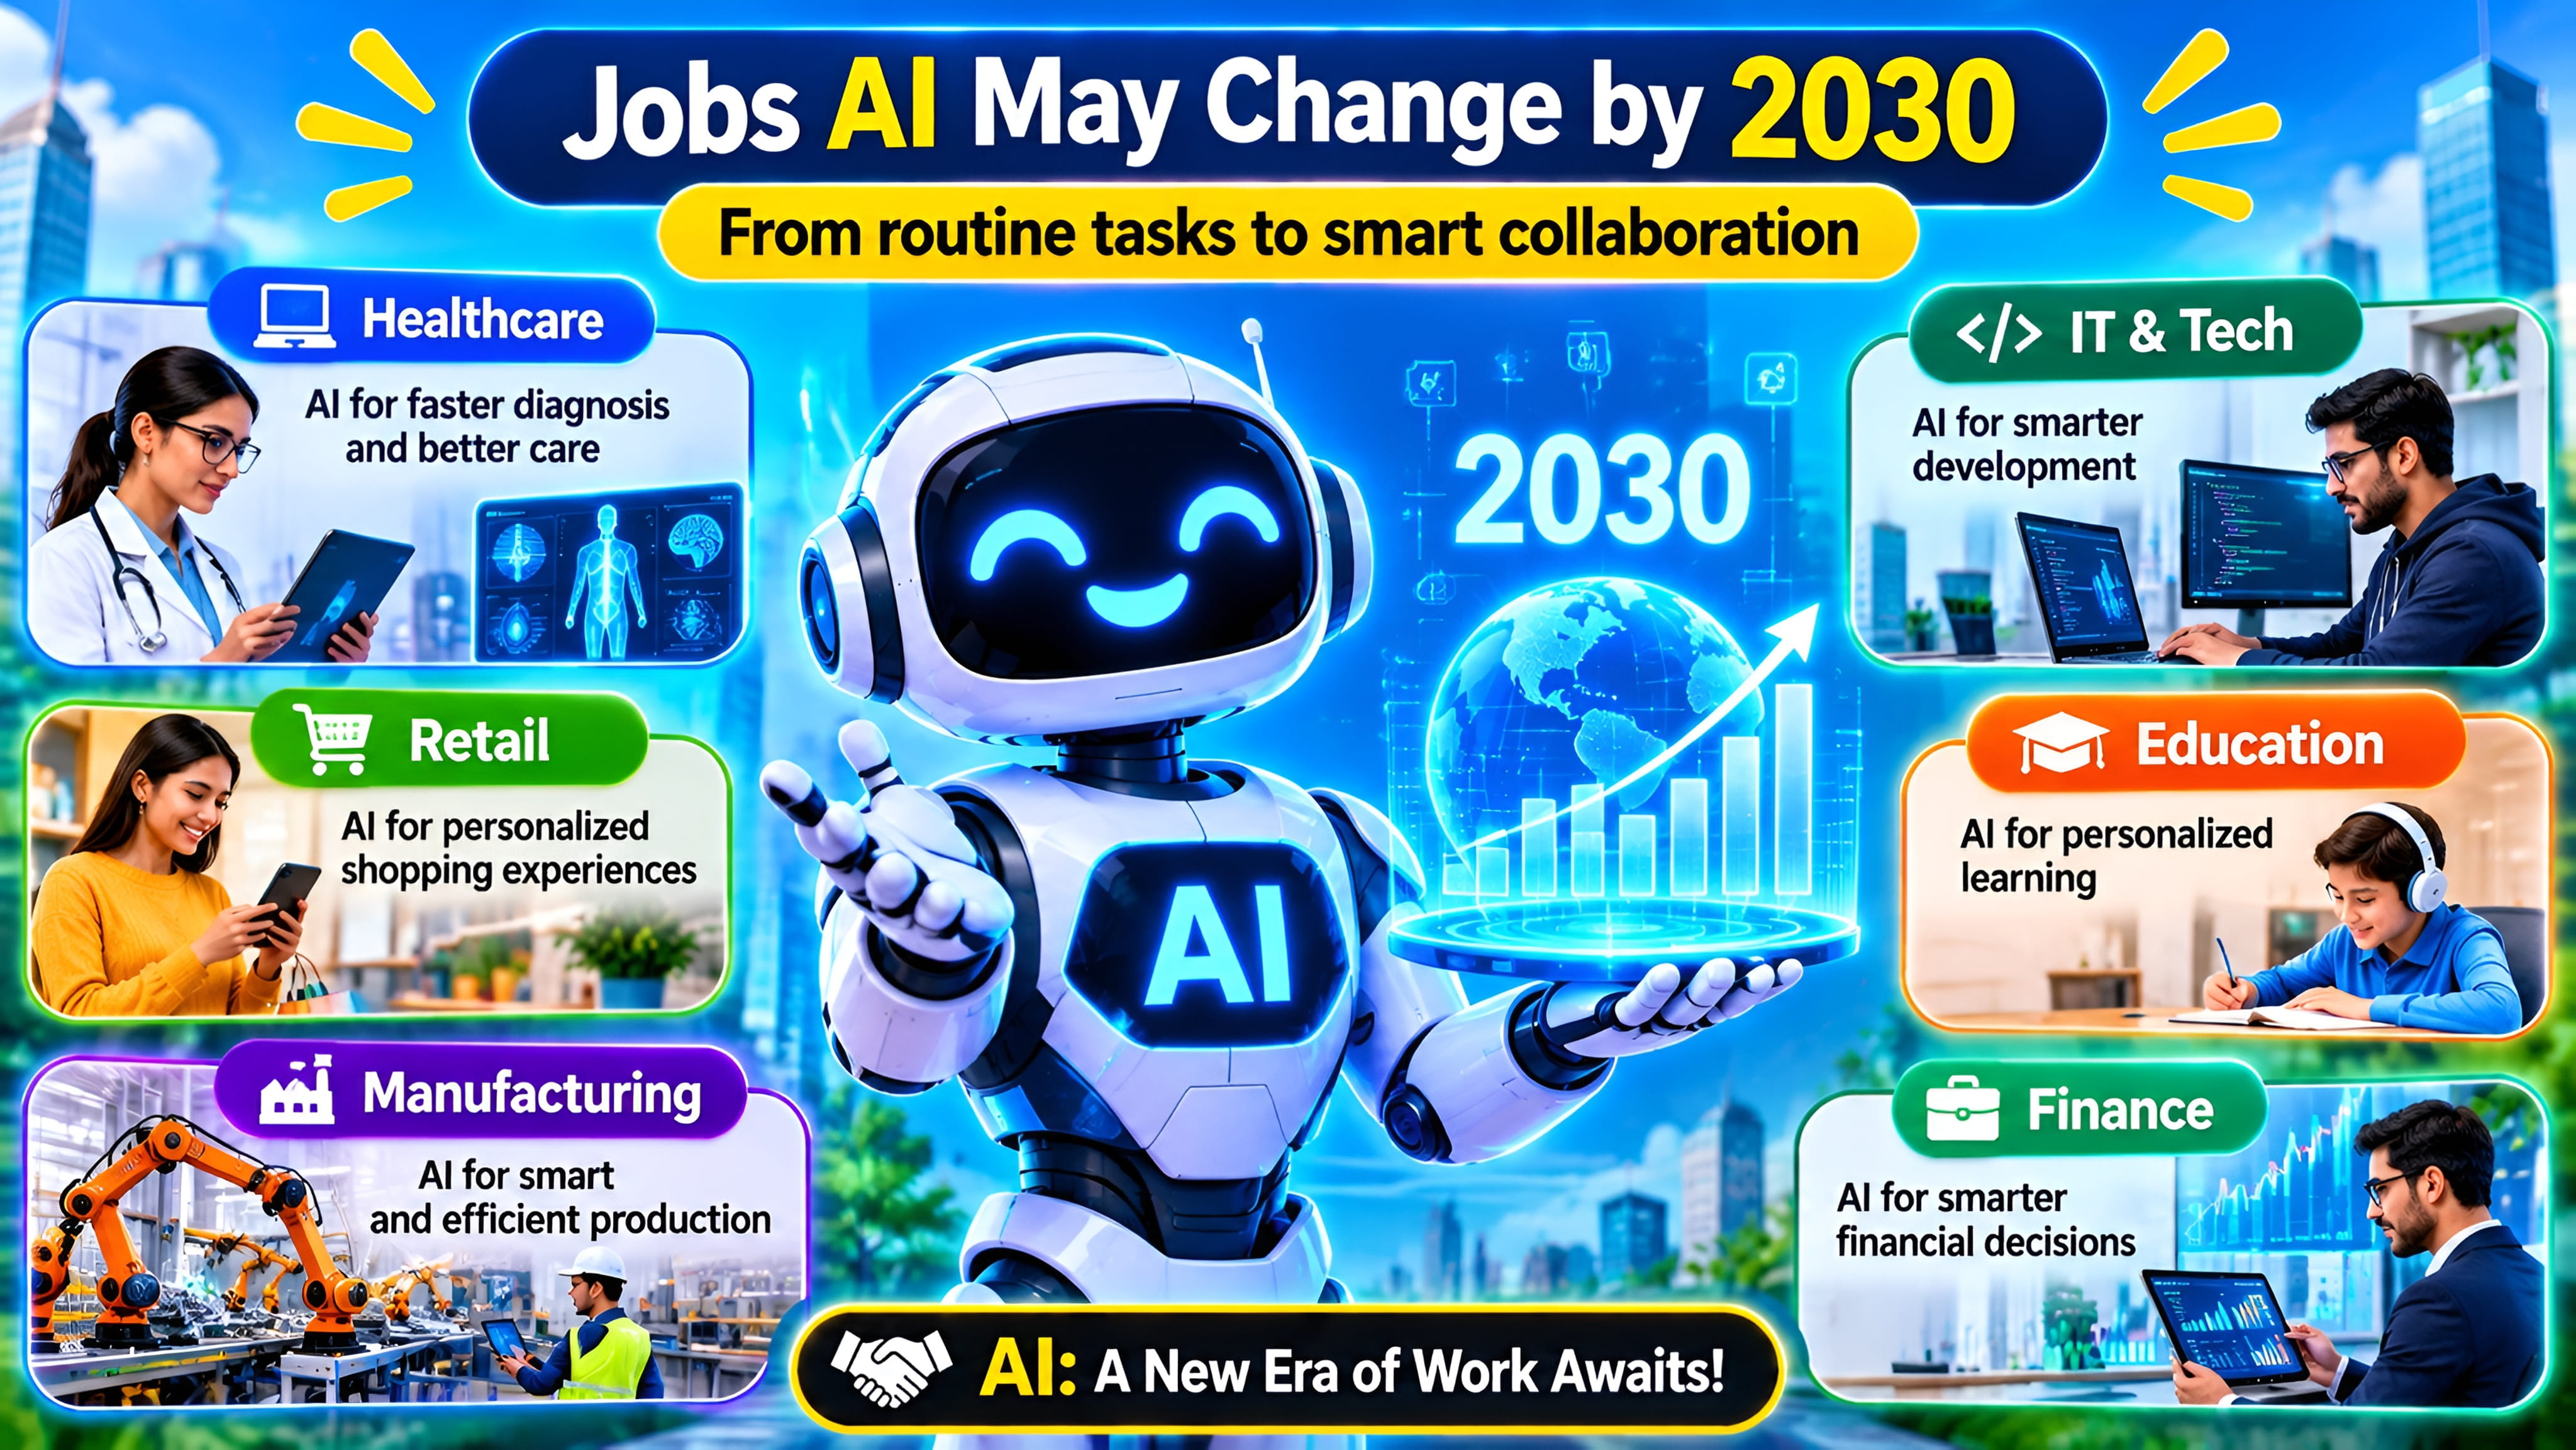 Jobs AI May Change by 2030
From routine tasks to smart collaboration
Healthcare
AI for faster diagnosis
and better care
Retail
AI for personalized
shopping experiences
Manufacturing
AI for smart
and efficient production
2030
AI
</>  IT & Tech
AI for smarter
development
Education
AI for personalized
learning
Finance
AI for smarter
financial decisions
AI: A New Era of Work Awaits!